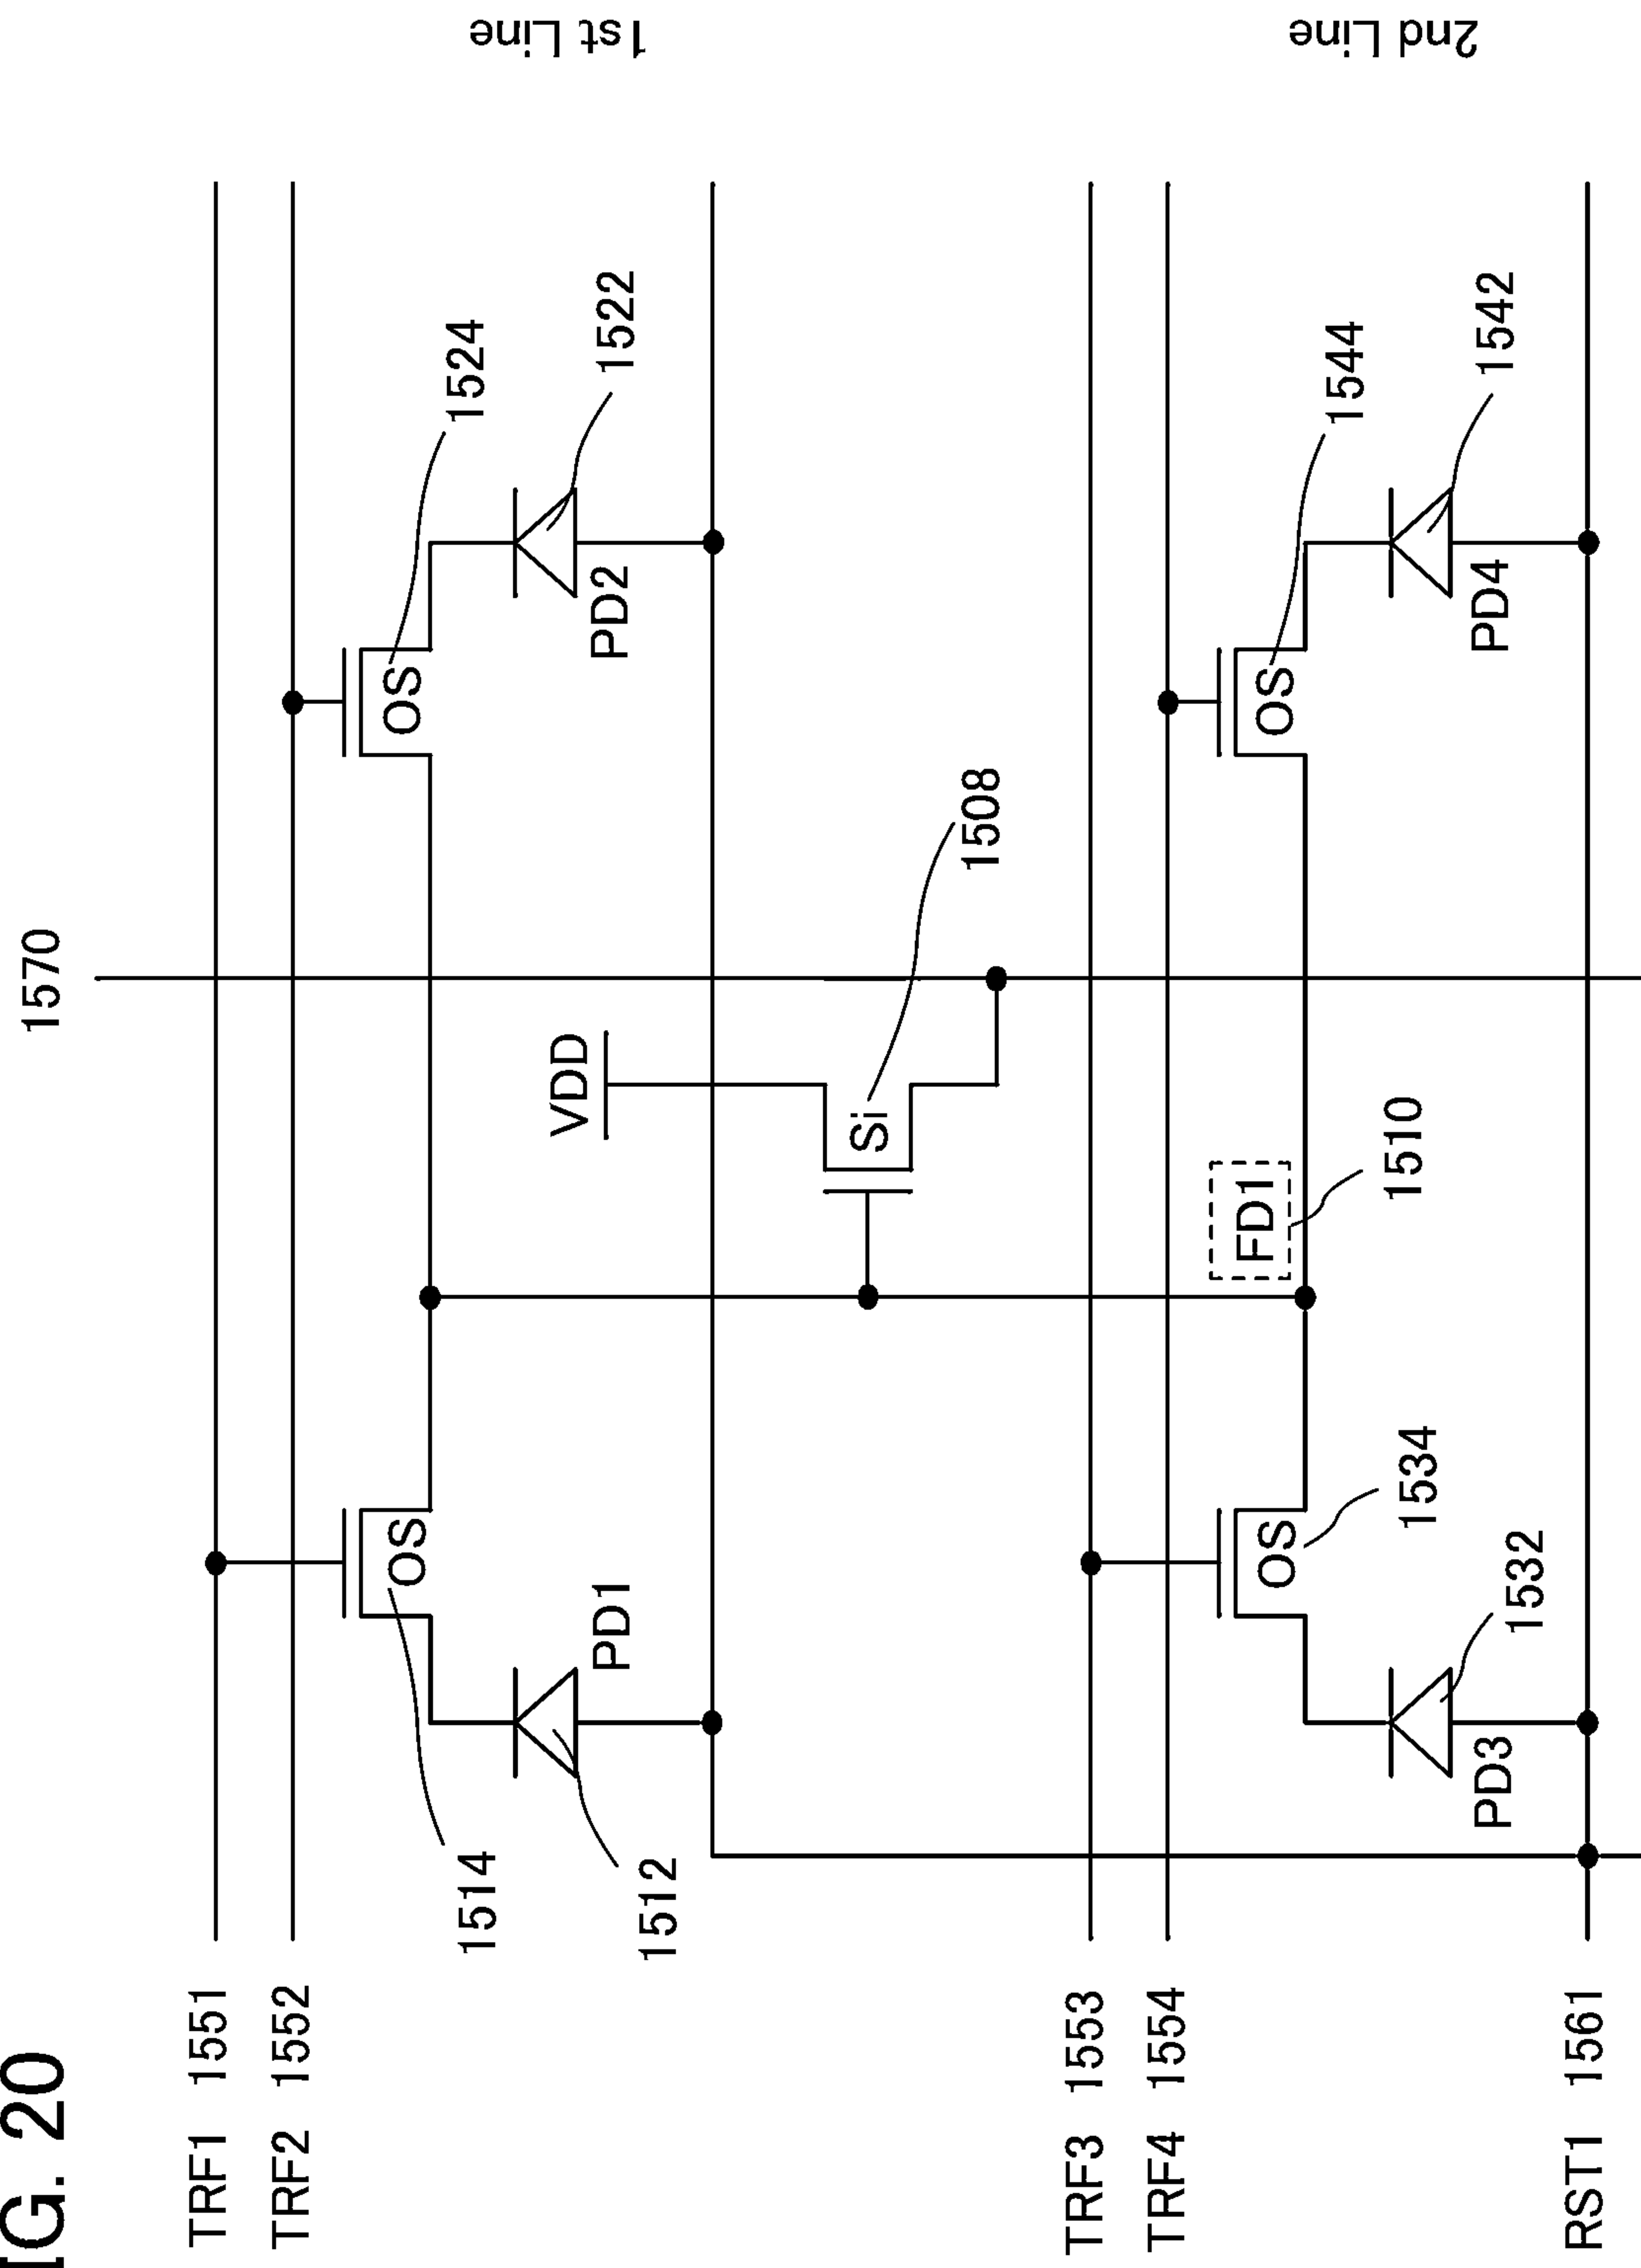 IG. 20
TRF1 1551
TRF2 1552
TRF3 1553
TRF4 1554
RST1 1561
1570
1st Line
2nd Line
1514
OS
1512
PD1
OS
1524
1522
PD2
VDD
Si
1508
FD1
1510
OS
1534
1532
PD3
OS
1544
1542
PD4